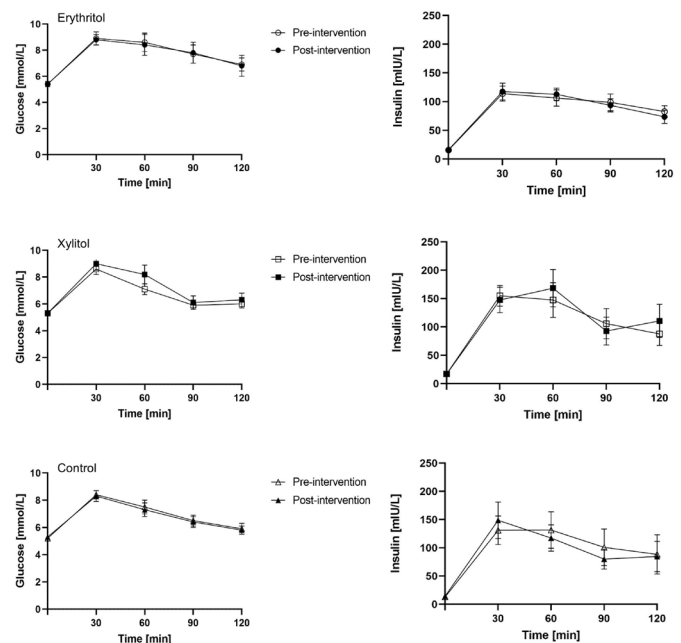 Erythritol
Glucose [mmol/L]
10
8
6
4
2
0
30 60 90 120
Time [min]
Pre-intervention
Post-intervention
Insulin [mIU/L]
250
200
150
100
50
0
30 60 90 120
Time [min]
Xylitol
Glucose [mmol/L]
10
8
6
4
2
0
30 60 90 120
Time [min]
Pre-intervention
Post-intervention
Insulin [mIU/L]
250
200
150
100
50
0
30 60 90 120
Time [min]
Control
Glucose [mmol/L]
10
8
6
4
2
0
30 60 90 120
Time [min]
Pre-intervention
Post-intervention
Insulin [mIU/L]
250
200
150
100
50
0
30 60 90 120
Time [min]